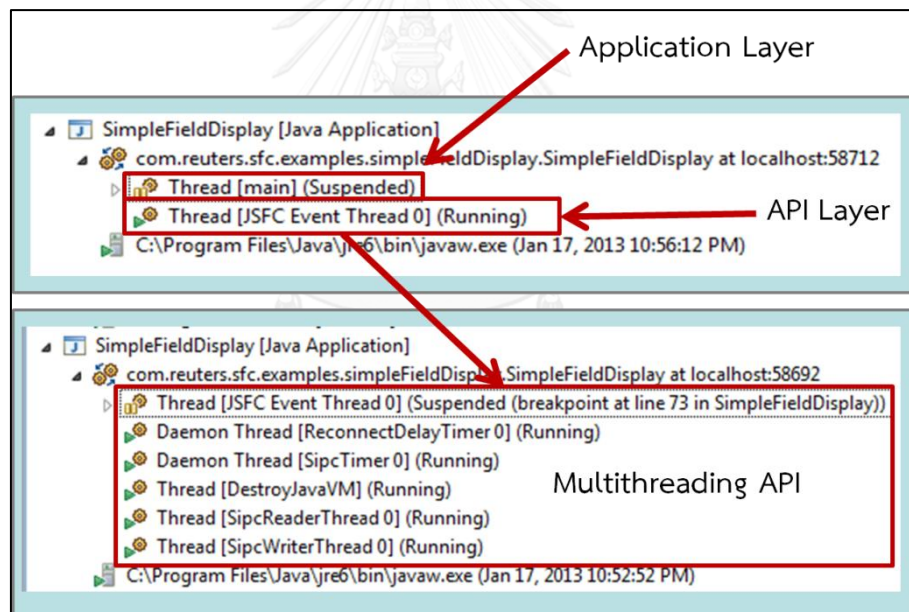 Application Layer
SimpleFieldDisplay [Java Application]
com.reuters.sfc.examples.simpleFieldDisplay.SimpleFieldDisplay at localhost:58712
Thread [main] (Suspended)
Thread [JSFC Event Thread 0] (Running)
API Layer
C:\Program Files\Java\jre6\bin\javaw.exe (Jan 17, 2013 10:56:12 PM)
SimpleFieldDisplay [Java Application]
com.reuters.sfc.examples.simpleFieldDisplay.SimpleFieldDisplay at localhost:58692
Thread [JSFC Event Thread 0] (Suspended (breakpoint at line 73 in SimpleFieldDisplay))
Daemon Thread [ReconnectDelayTimer 0] (Running)
Daemon Thread [SipcTimer 0] (Running)
Thread [DestroyJavaVM] (Running)
Multithreading API
Thread [SipcReaderThread 0] (Running)
Thread [SipcWriterThread 0] (Running)
C:\Program Files\Java\jre6\bin\javaw.exe (Jan 17, 2013 10:52:52 PM)